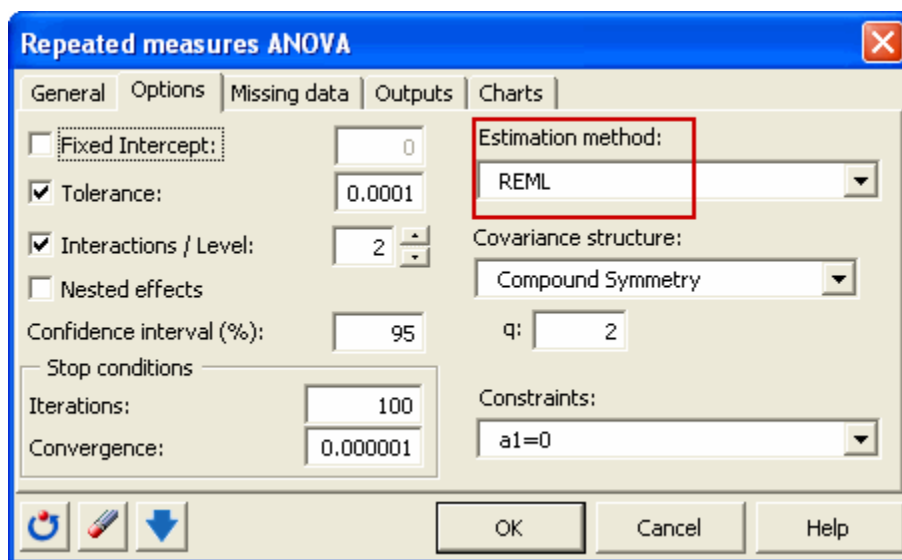 Repeated measures ANOVA
General Options Missing data Outputs Charts
Fixed Intercept: 0
Tolerance: 0.0001
Interactions / Level: 2
Nested effects
Confidence interval (%): 95
Stop conditions
Iterations: 100
Convergence: 0.000001
Estimation method:
REML
Covariance structure:
Compound Symmetry
q: 2
Constraints:
a1=0
OK Cancel Help